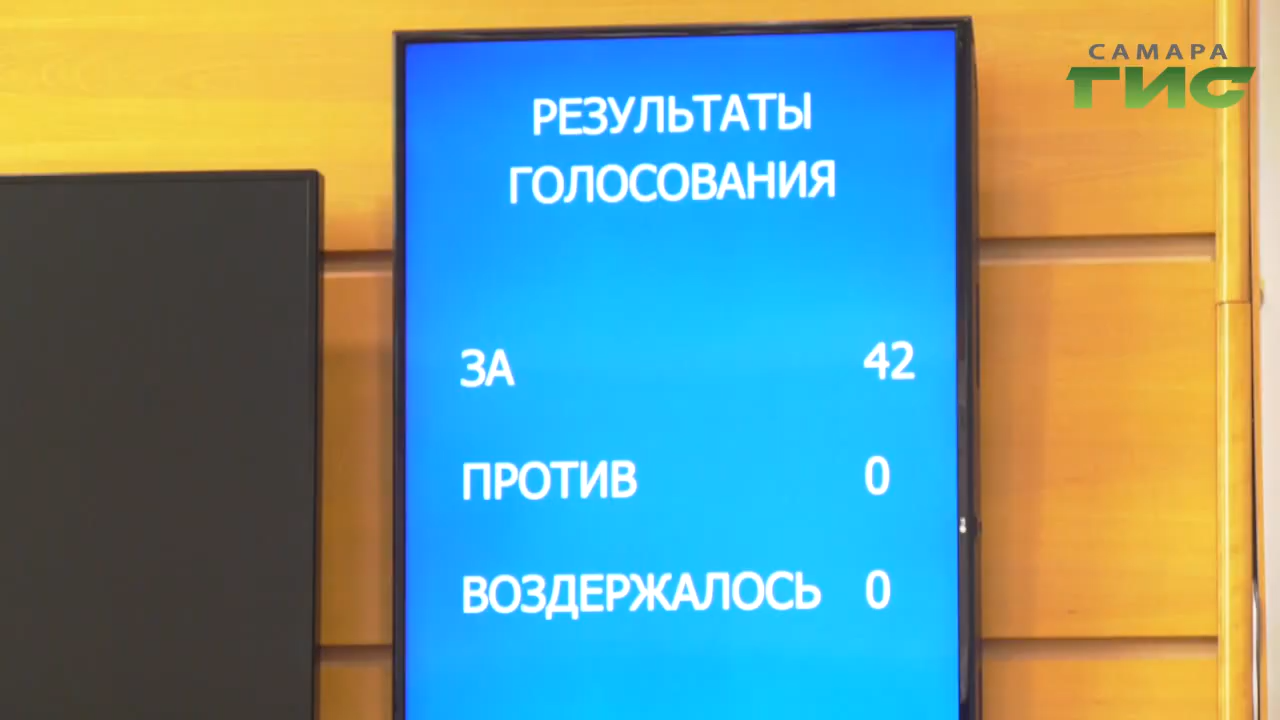 САМАРА
ГИС
РЕЗУЛЬТАТЫ
ГОЛОСОВАНИЯ
ЗА 42
ПРОТИВ 0
ВОЗДЕРЖАЛОСЬ 0